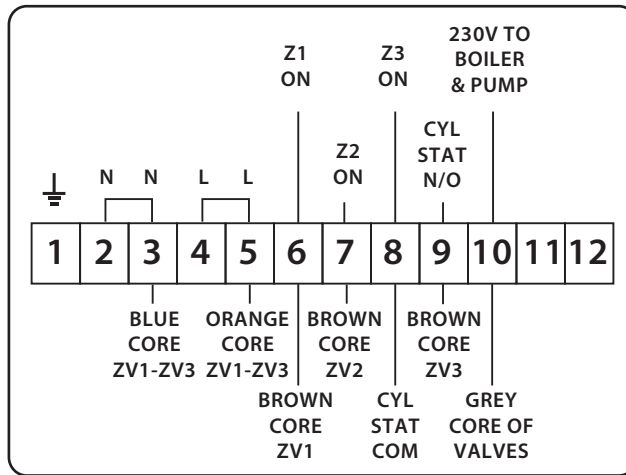 Z1
ON
Z3
ON
230V TO
BOILER
& PUMP
Z2
ON
CYL
STAT
N/O
N N L L
1 2 3 4 5 6 7 8 9 10 11 12
BLUE
CORE
ZV1-ZV3
ORANGE
CORE
ZV1-ZV3
BROWN
CORE
ZV2
BROWN
CORE
ZV3
BROWN
CORE
ZV1
CYL
STAT
COM
GREY
CORE OF
VALVES